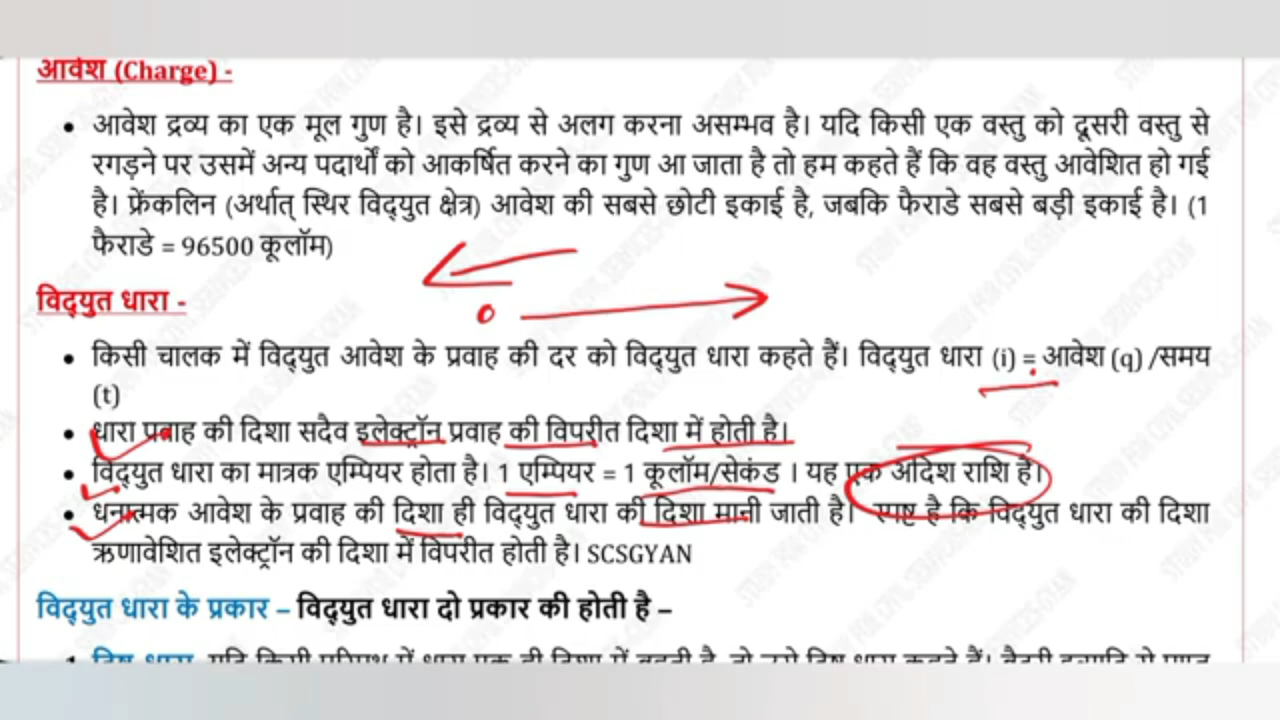 आवेश (Charge) -
• आवेश द्रव्य का एक मूल गुण है। इसे द्रव्य से अलग करना असम्भव है। यदि किसी एक वस्तु को दूसरी वस्तु से
रगड़ने पर उसमें अन्य पदार्थों को आकर्षित करने का गुण आ जाता है तो हम कहते हैं कि वह वस्तु आवेशित हो गई
है। फ्रेंकलिन (अर्थात् स्थिर विद्युत क्षेत्र) आवेश की सबसे छोटी इकाई है, जबकि फैराडे सबसे बड़ी इकाई है। (1
फैराडे = 96500 कूलॉम)
विद्युत धारा -
• किसी चालक में विद्युत आवेश के प्रवाह की दर को विद्युत धारा कहते हैं। विद्युत धारा (i) = आवेश (q) /समय
(t)
• धारा प्रवाह की दिशा सदैव इलेक्ट्रॉन प्रवाह की विपरीत दिशा में होती है।
• विद्युत धारा का मात्रक एम्पियर होता है। 1 एम्पियर = 1 कूलॉम/सेकंड । यह एक अदिश राशि है।
• धनात्मक आवेश के प्रवाह की दिशा ही विद्युत धारा की दिशा मानी जाती है। स्पष्ट है कि विद्युत धारा की दिशा
ऋणावेशित इलेक्ट्रॉन की दिशा में विपरीत होती है। SCSGYAN
विद्युत धारा के प्रकार – विद्युत धारा दो प्रकार की होती है –